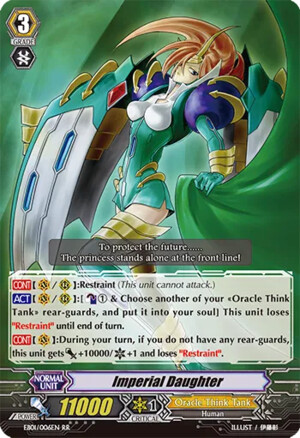 3
GRADE
To protect the future......
The princess stands alone at the front line!
CONT :Restraint (This unit cannot attack.)
ACT :[ ① & Choose another of your «Oracle Think
Tank» rear-guards, and put it into your soul] This unit loses
"Restraint" until end of turn.
CONT :During your turn, if you do not have any rear-guards,
this unit gets +10000/ +1 and loses "Restraint".
NORMAL UNIT
Imperial Daughter
POWER
11000
1
CRITICAL
Oracle Think Tank
Human
EB01/006EN RR
ILLUST / 伊藤彰